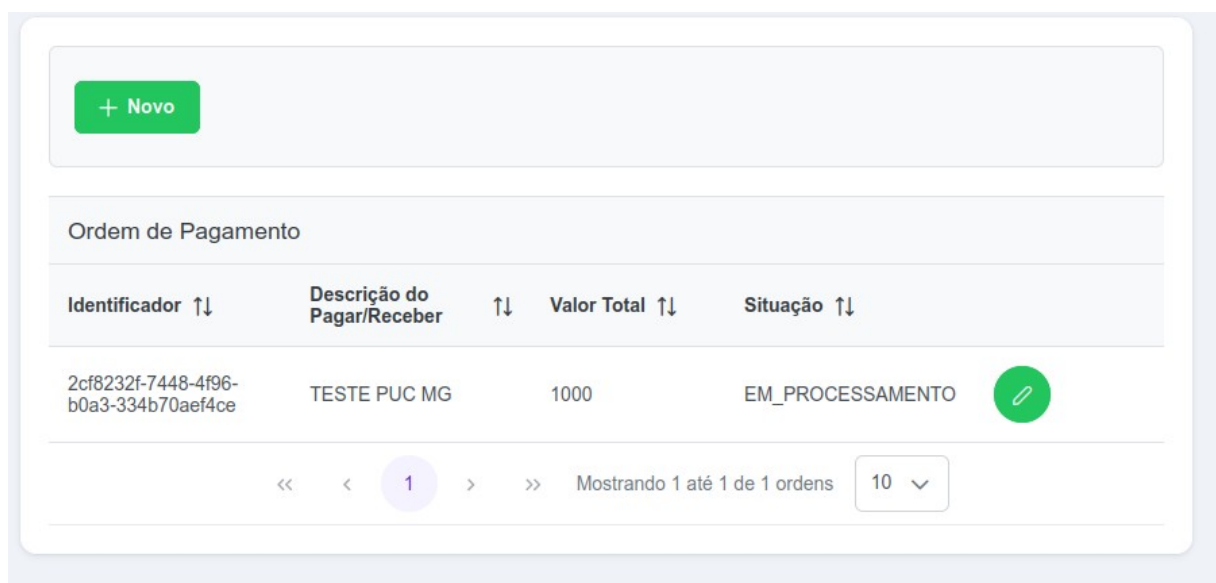 + Novo
Ordem de Pagamento
Identificador ↑↓ Descrição do Pagar/Receber ↑↓ Valor Total ↑↓ Situação ↑↓
2cf8232f-7448-4f96-b0a3-334b70aef4ce TESTE PUC MG 1000 EM_PROCESSAMENTO
<< < 1 > >> Mostrando 1 até 1 de 1 ordens 10